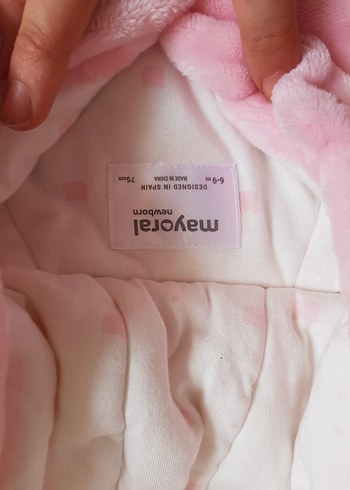 mayoral
newborn
DESIGNED IN SPAIN
6-9 m MADE IN CHINA 75cm